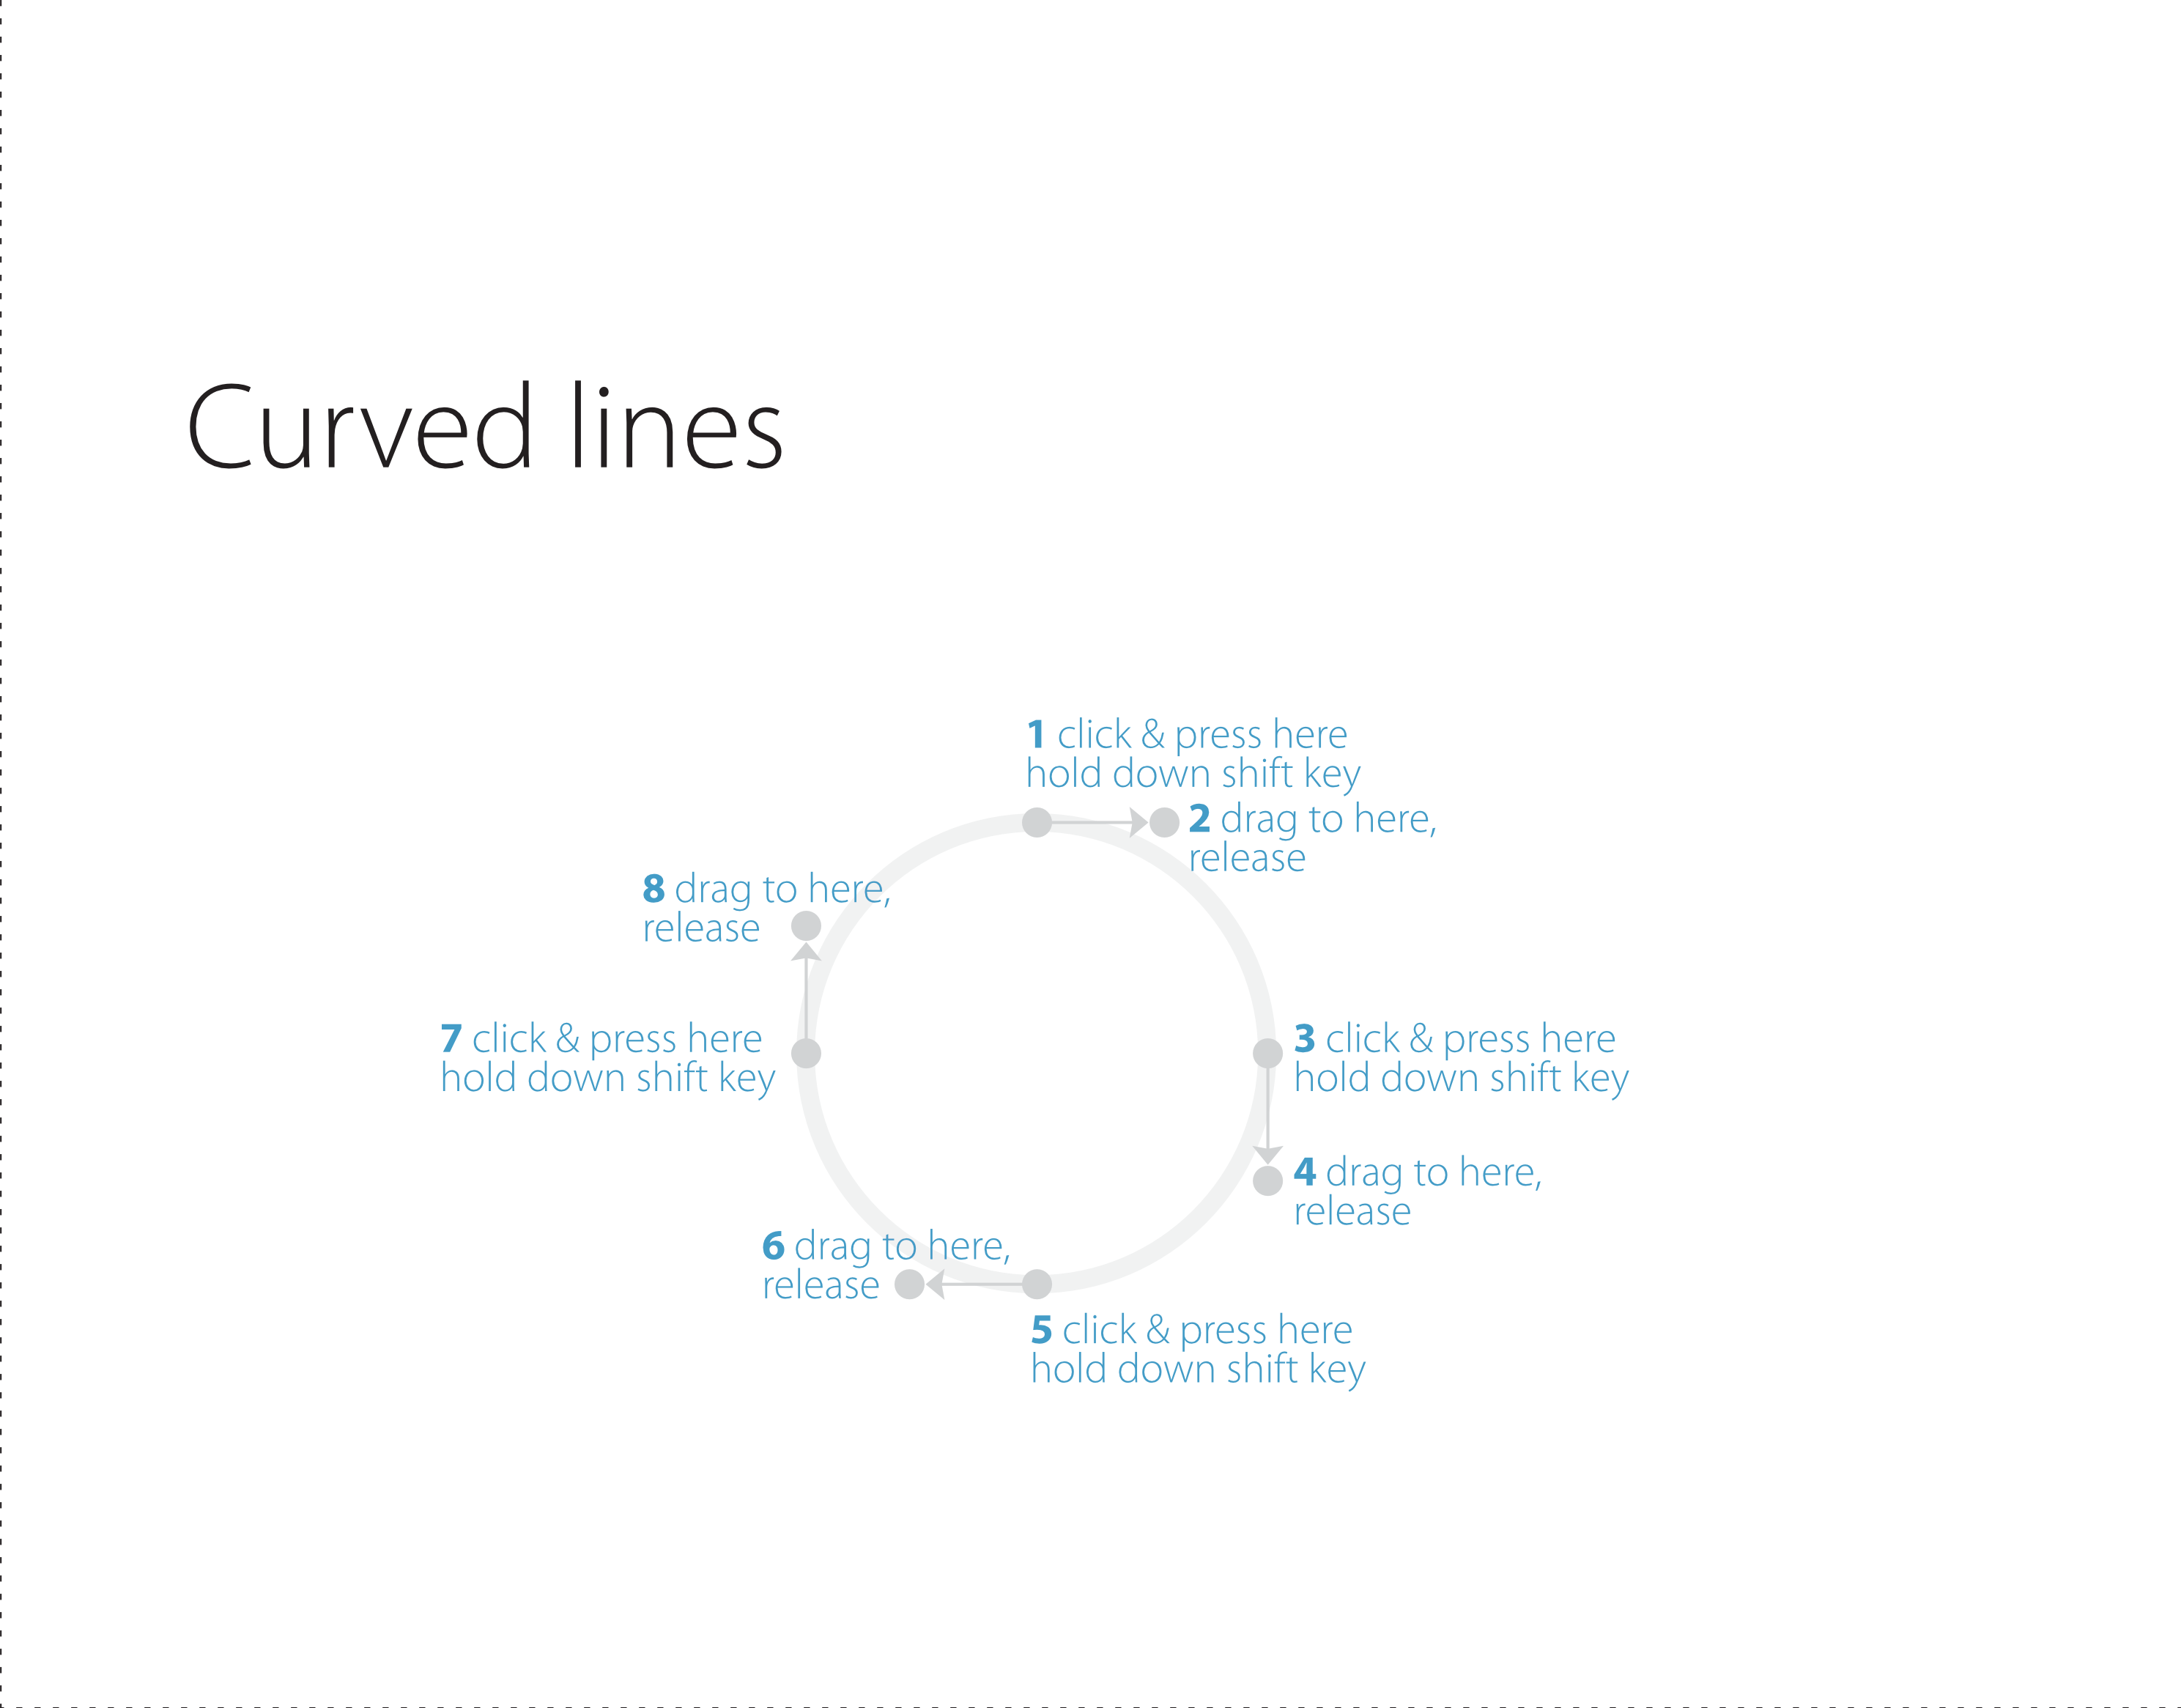 Curved lines
1 click & press here
hold down shift key
2 drag to here,
release
3 click & press here
hold down shift key
4 drag to here,
release
5 click & press here
hold down shift key
6 drag to here,
release
7 click & press here
hold down shift key
8 drag to here,
release